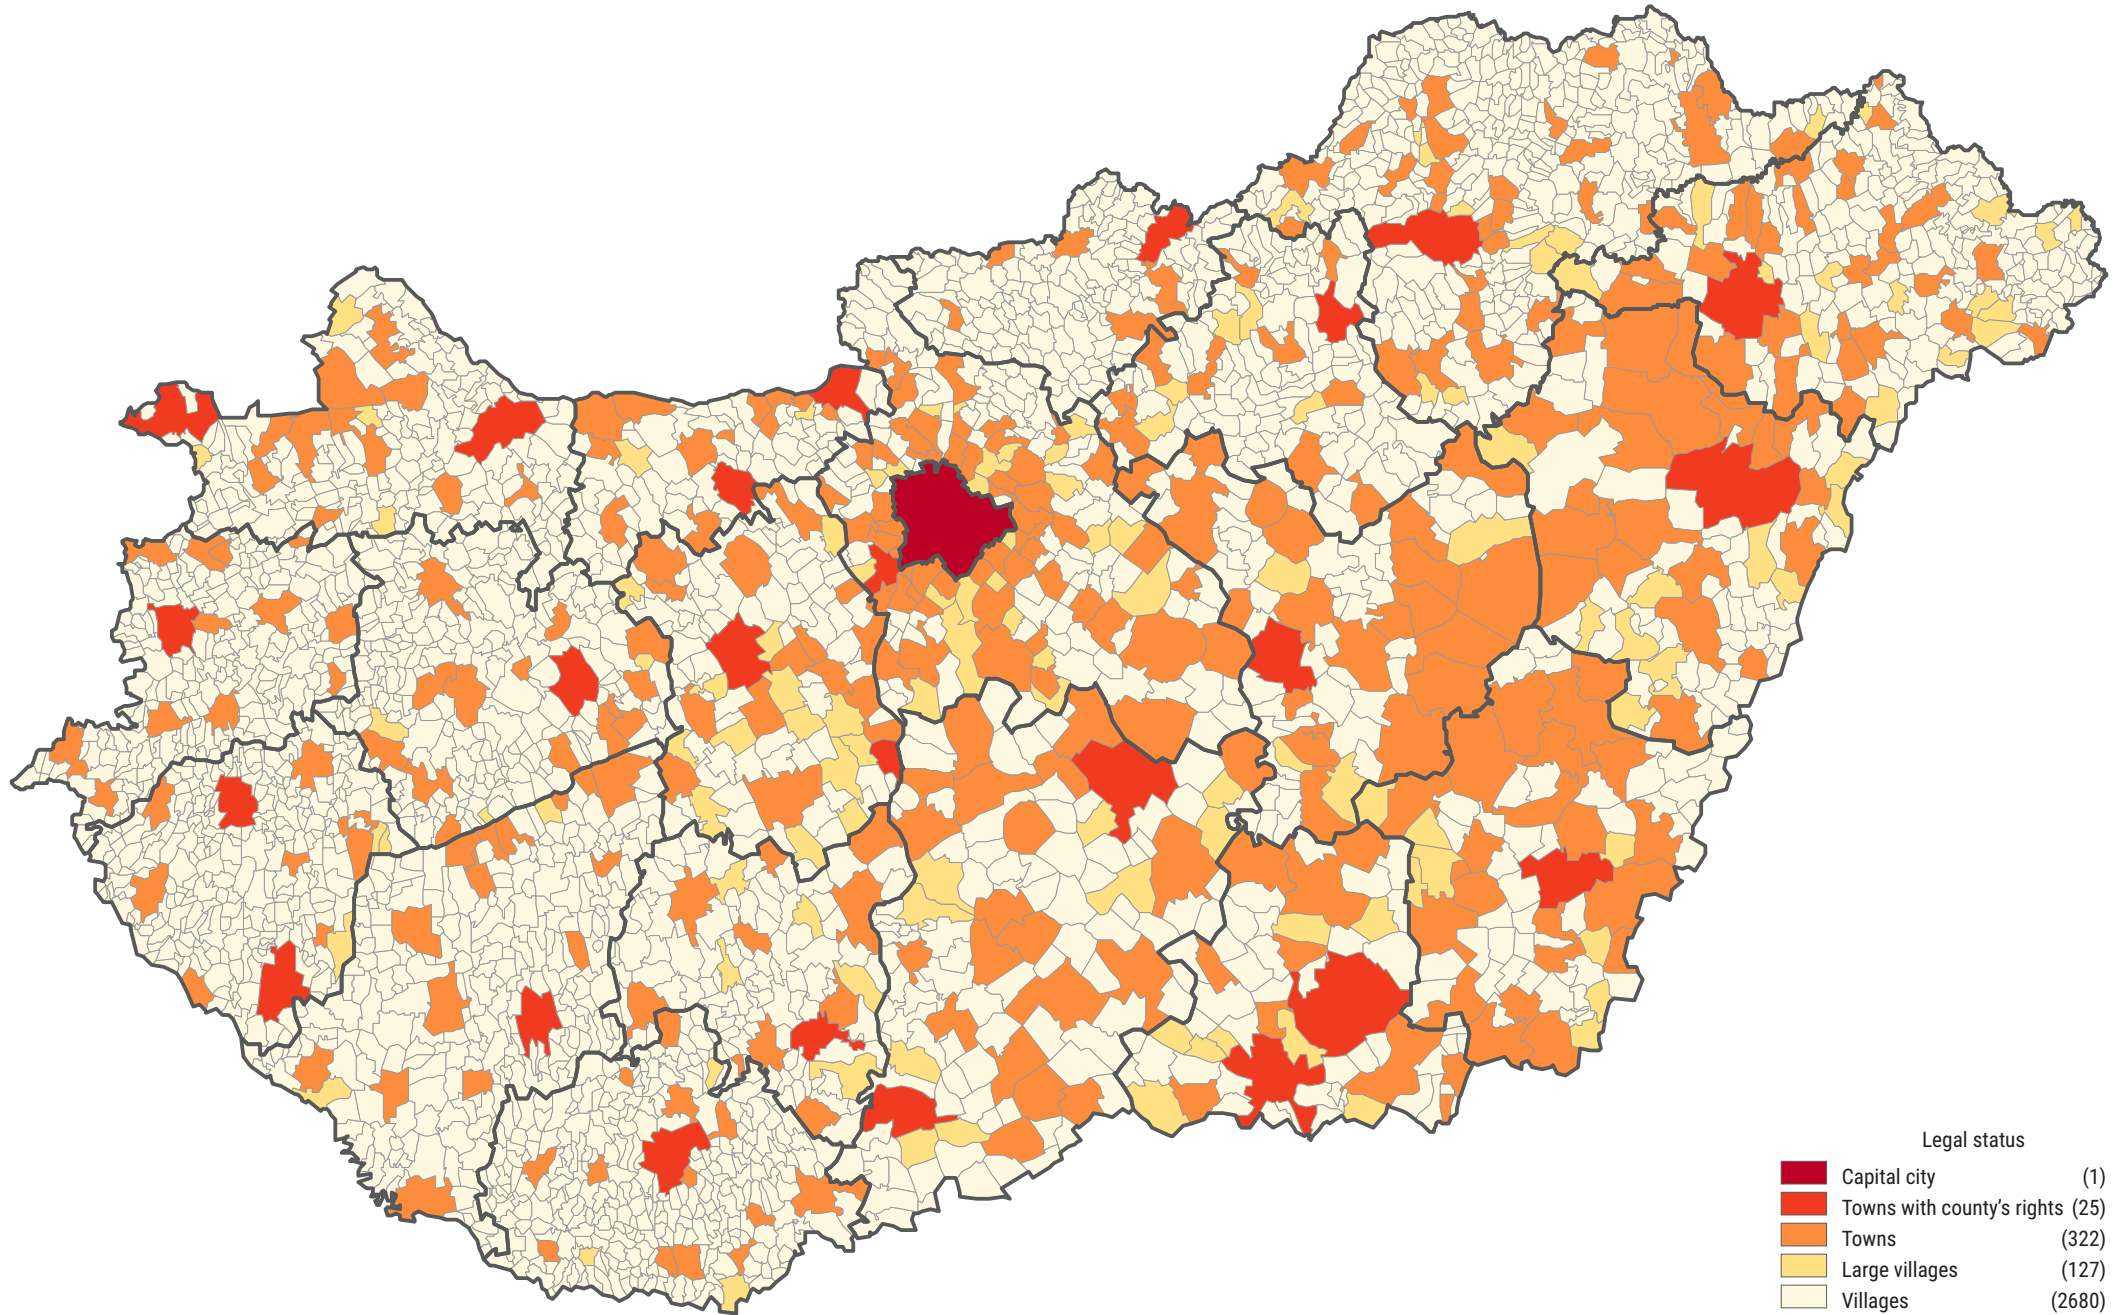 Legal status
Capital city (1)
Towns with county’s rights (25)
Towns (322)
Large villages (127)
Villages (2680)